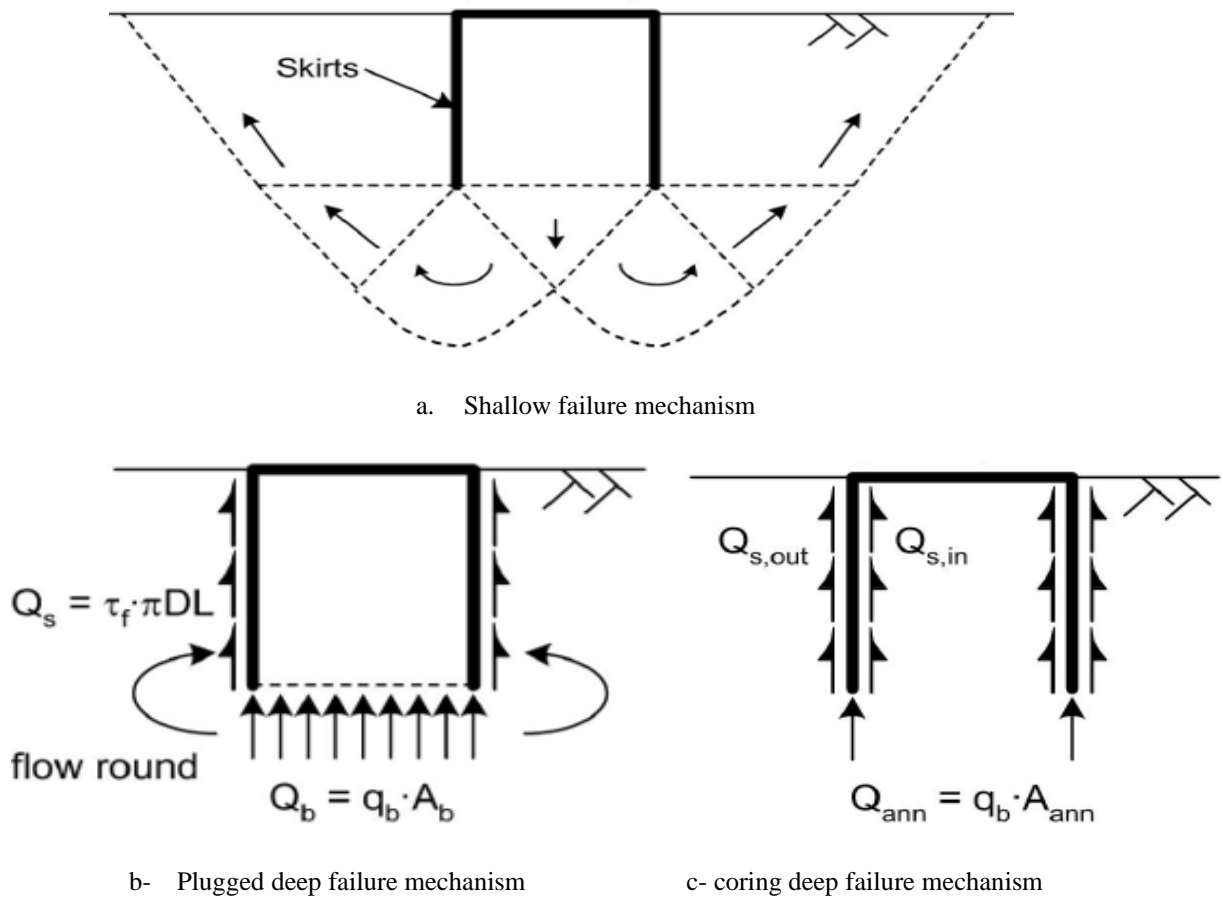 Skirts
a. Shallow failure mechanism
Q_s = τ_f·πDL
flow round
Q_b = q_b·A_b
Q_s,out
Q_s,in
Q_ann = q_b·A_ann
b- Plugged deep failure mechanism
c- coring deep failure mechanism